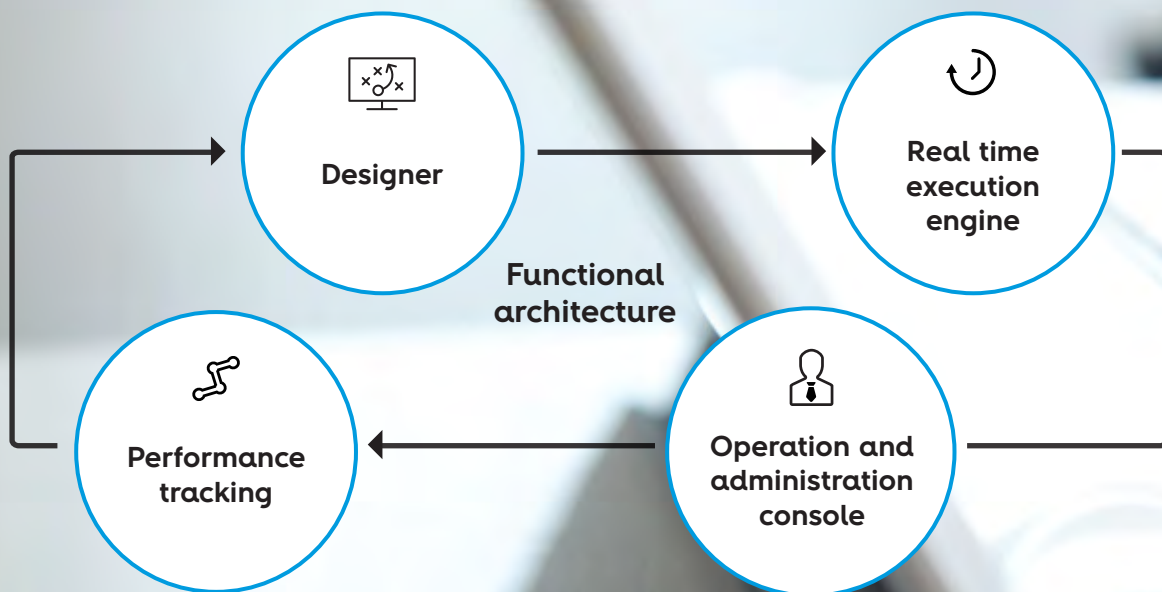 Designer
Real time
execution
engine
Functional
architecture
Performance
tracking
Operation and
administration
console